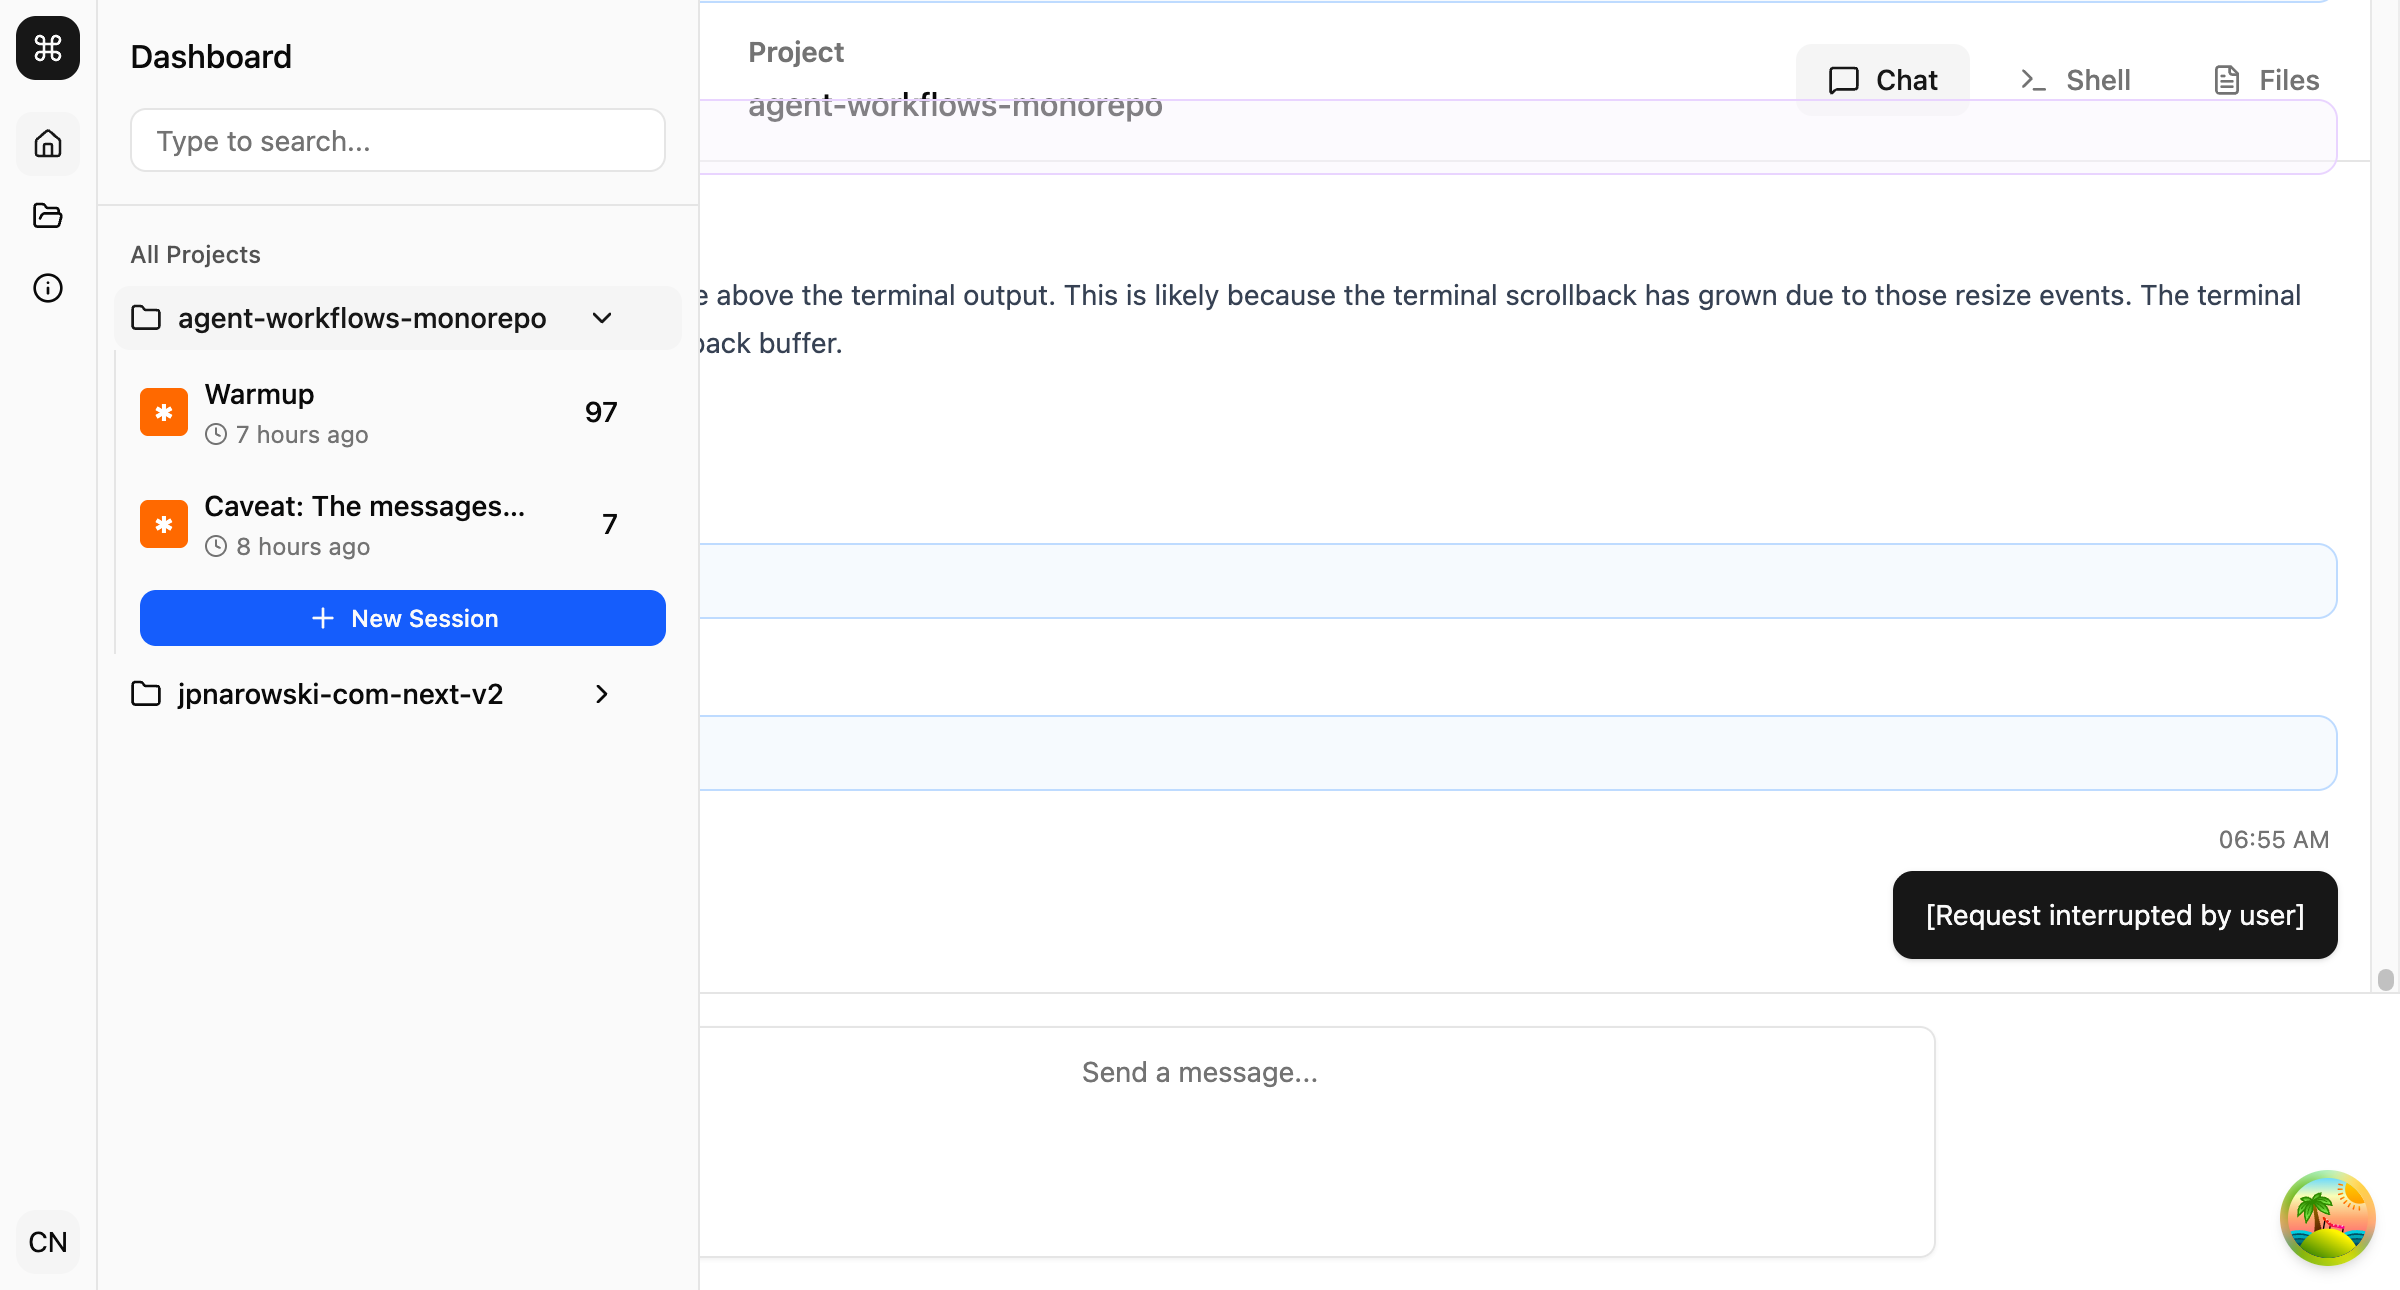 Dashboard
Type to search...
All Projects
agent-workflows-monorepo
Warmup
7 hours ago
97
Caveat: The messages...
8 hours ago
7
New Session
jpnarowski-com-next-v2
CN
Project
agent-workflows-monorepo
Chat
Shell
Files
above the terminal output. This is likely because the terminal scrollback has grown due to those resize events. The terminal
buffer.
06:55 AM
[Request interrupted by user]
Send a message...